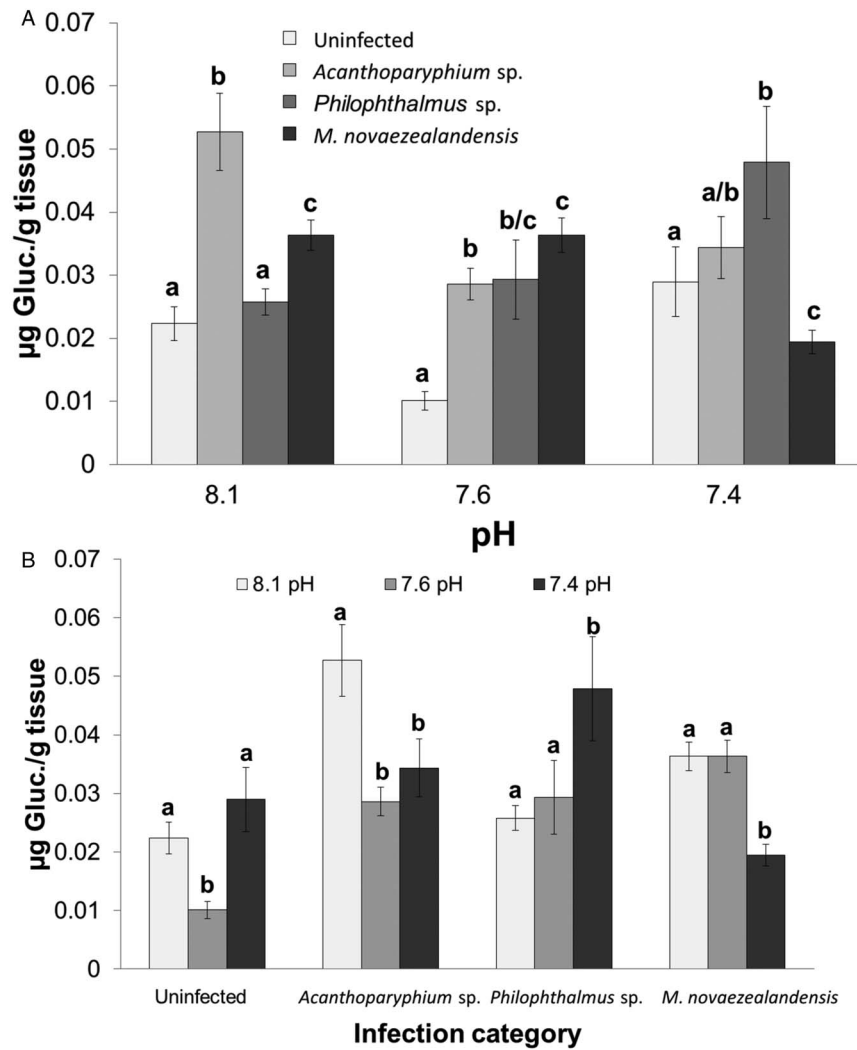 A
0.07
0.06
0.05
0.04
0.03
0.02
0.01
0
µg Gluc./g tissue
Uninfected
Acanthoparyphium sp.
Philophthalmus sp.
M. novaezealandensis
a b a c
a b b/c c
a a/b b c
8.1 7.6 7.4
pH
B
0.07
0.06
0.05
0.04
0.03
0.02
0.01
0
µg Gluc./g tissue
8.1 pH 7.6 pH 7.4 pH
a b a
a b b
a a b
a a b
Uninfected Acanthoparyphium sp. Philophthalmus sp. M. novaezealandensis
Infection category